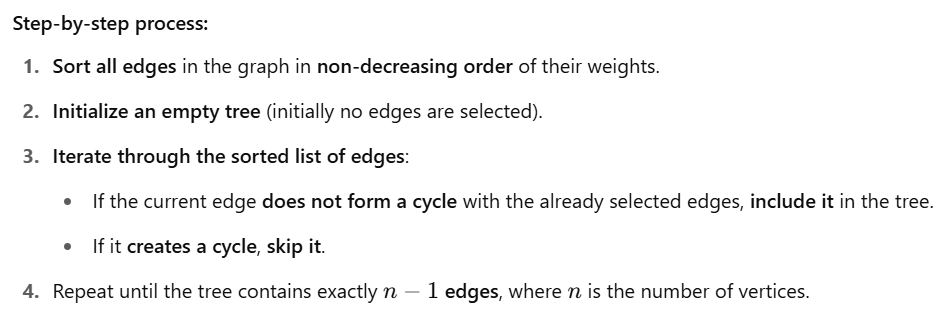 Step-by-step process:
1. Sort all edges in the graph in non-decreasing order of their weights.
2. Initialize an empty tree (initially no edges are selected).
3. Iterate through the sorted list of edges:
• If the current edge does not form a cycle with the already selected edges, include it in the tree.
• If it creates a cycle, skip it.
4. Repeat until the tree contains exactly n − 1 edges, where n is the number of vertices.